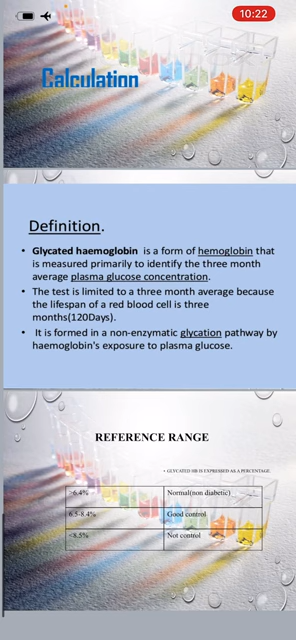 10:22
Calculation
Definition.
• Glycated haemoglobin is a form of hemoglobin that
is measured primarily to identify the three month
average plasma glucose concentration.
• The test is limited to a three month average because
the lifespan of a red blood cell is three
months(120Days).
• It is formed in a non-enzymatic glycation pathway by
haemoglobin's exposure to plasma glucose.
REFERENCE RANGE
• GLYCATED HB IS EXPRESSED AS A PERCENTAGE
>6.4% Normal(non diabetic)
6.5-8.4% Good control
<8.5% Not control